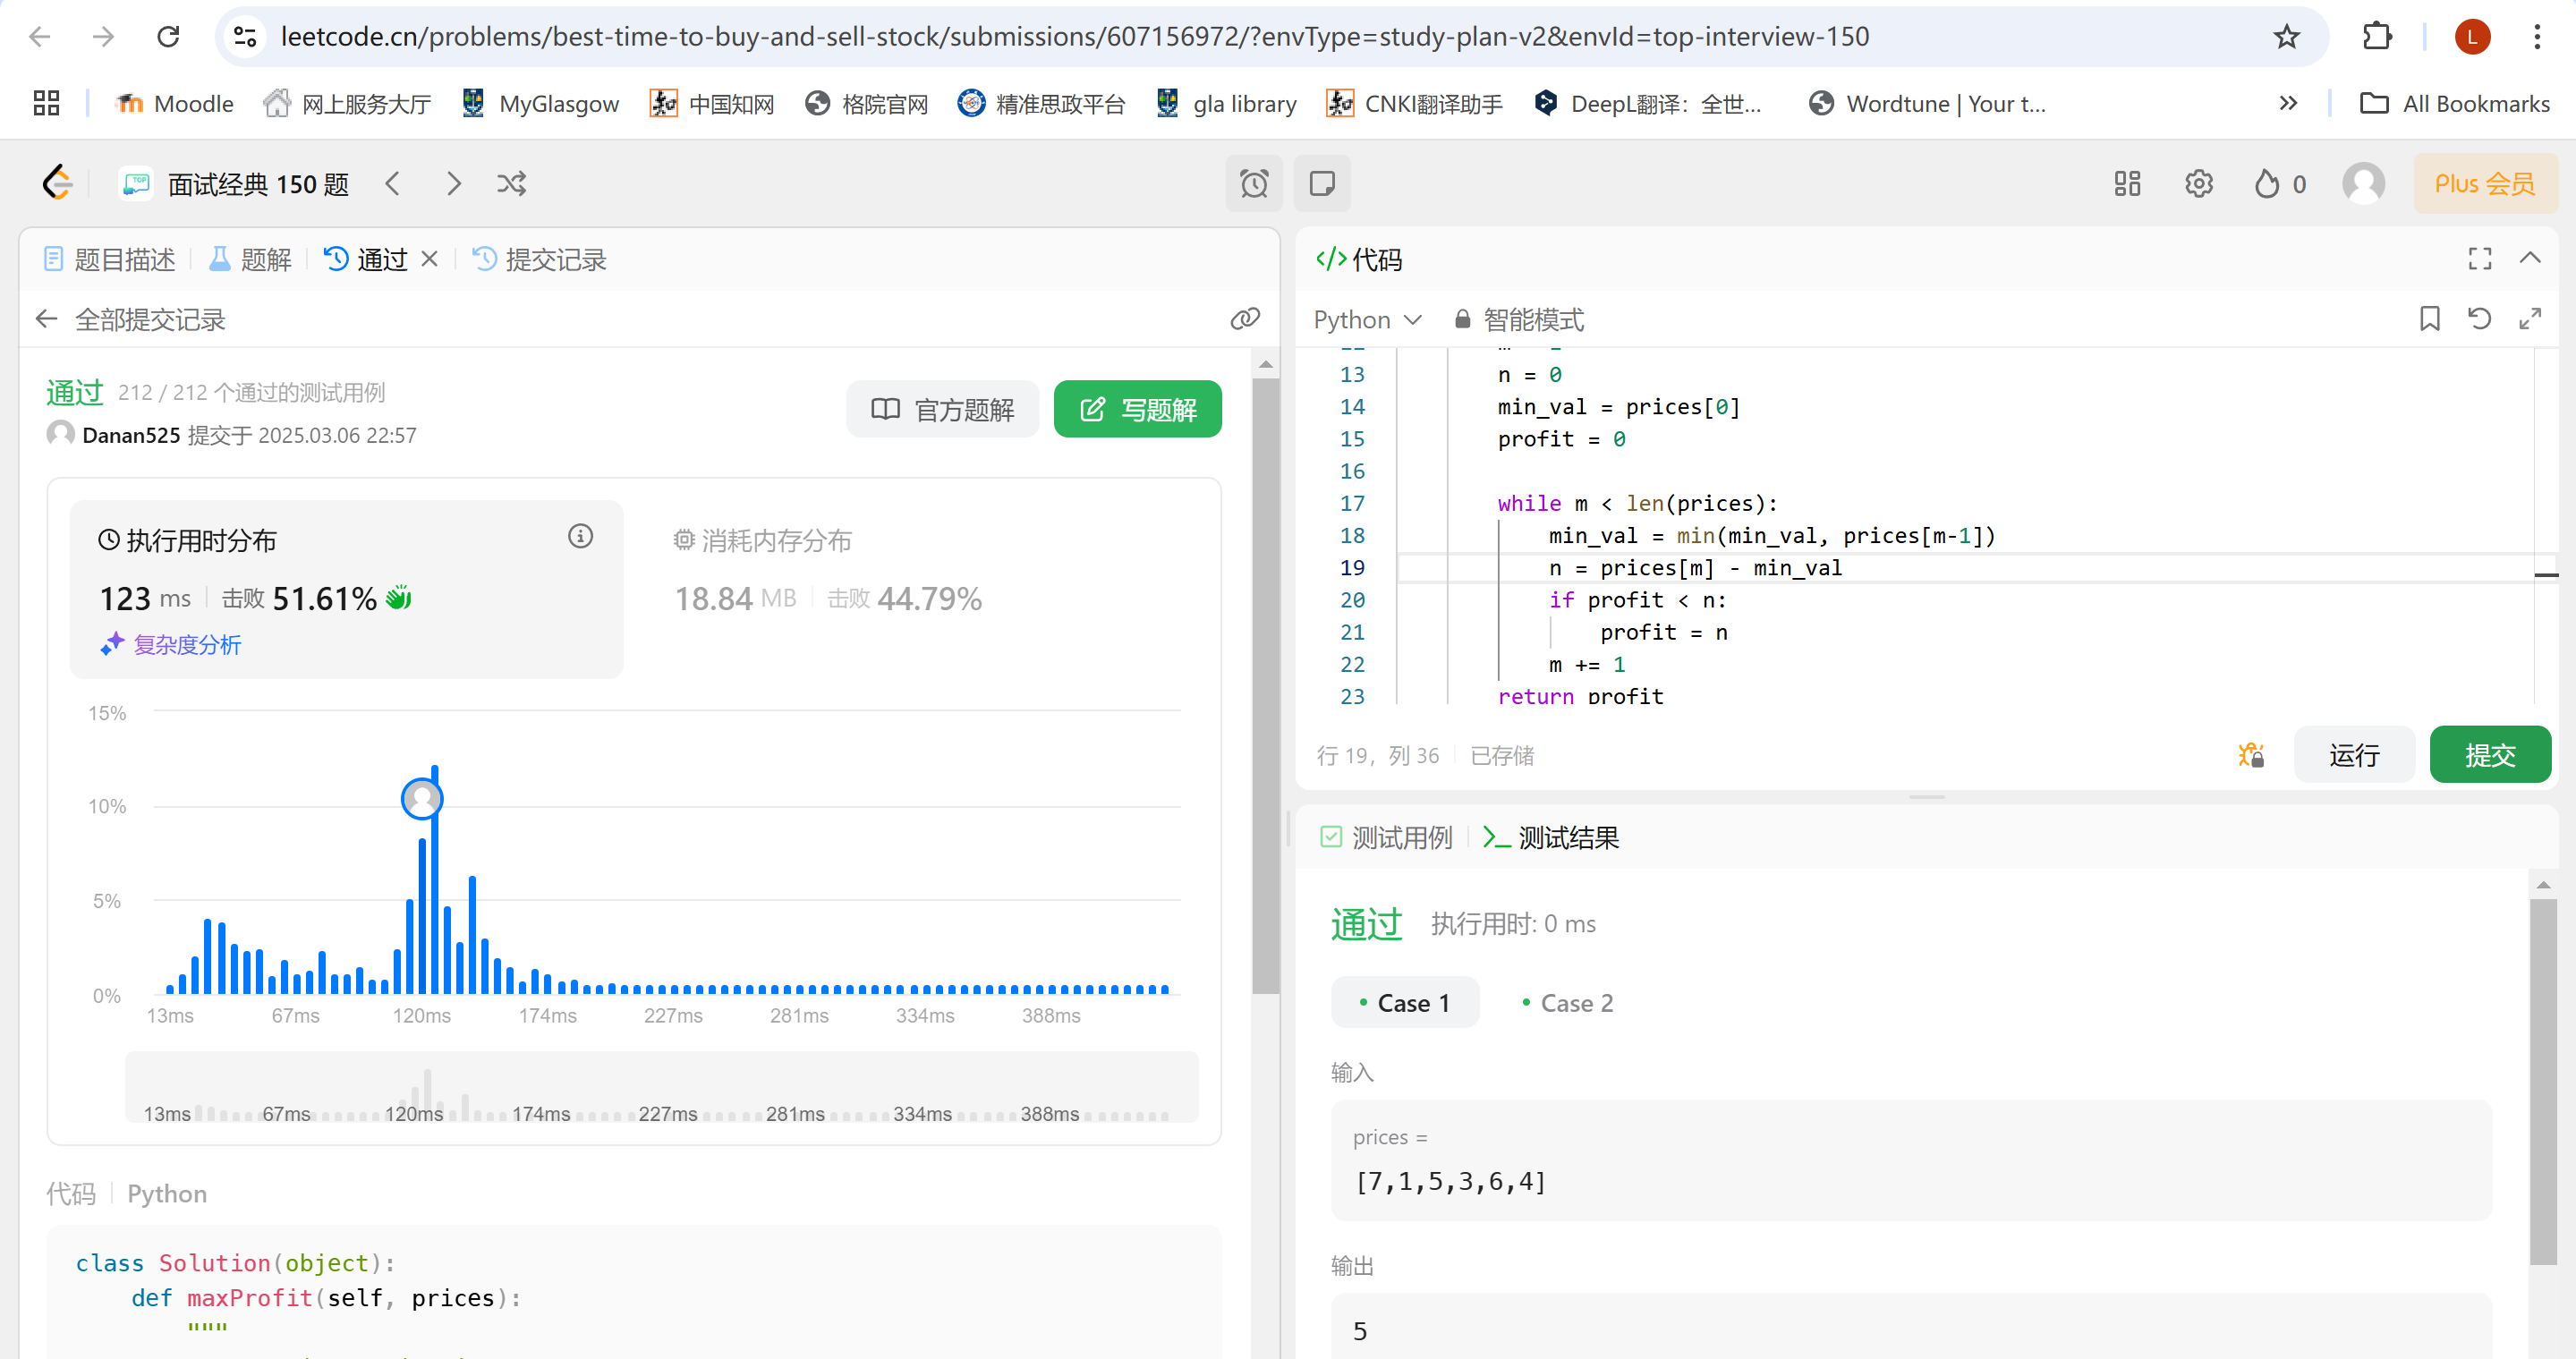 leetcode.cn/problems/best-time-to-buy-and-sell-stock/submissions/607156972/?envType=study-plan-v2&envId=top-interview-150
L
Moodle
网上服务大厅
MyGlasgow
中国知网
格院官网
精准思政平台
gla library
CNKI翻译助手
DeepL翻译：全世...
Wordtune | Your t...
All Bookmarks
面试经典 150 题
0
Plus 会员
题目描述
题解
通过
提交记录
全部提交记录
通过 212 / 212 个通过的测试用例
Danan525 提交于 2025.03.06 22:57
官方题解
写题解
执行用时分布
123 ms 击败 51.61%
复杂度分析
消耗内存分布
18.84 MB 击败 44.79%
15%
10%
5%
0%
13ms 67ms 120ms 174ms 227ms 281ms 334ms 388ms
13ms 67ms 120ms 174ms 227ms 281ms 334ms 388ms
代码 Python
class Solution(object):
def maxProfit(self, prices):
"""
</> 代码
Python
智能模式
13 n = 0
14 min_val = prices[0]
15 profit = 0
16
17 while m < len(prices):
18 min_val = min(min_val, prices[m-1])
19 n = prices[m] - min_val
20 if profit < n:
21 profit = n
22 m += 1
23 return profit
行 19，列 36 已存储
运行
提交
测试用例
测试结果
通过 执行用时: 0 ms
Case 1
Case 2
输入
prices =
[7,1,5,3,6,4]
输出
5